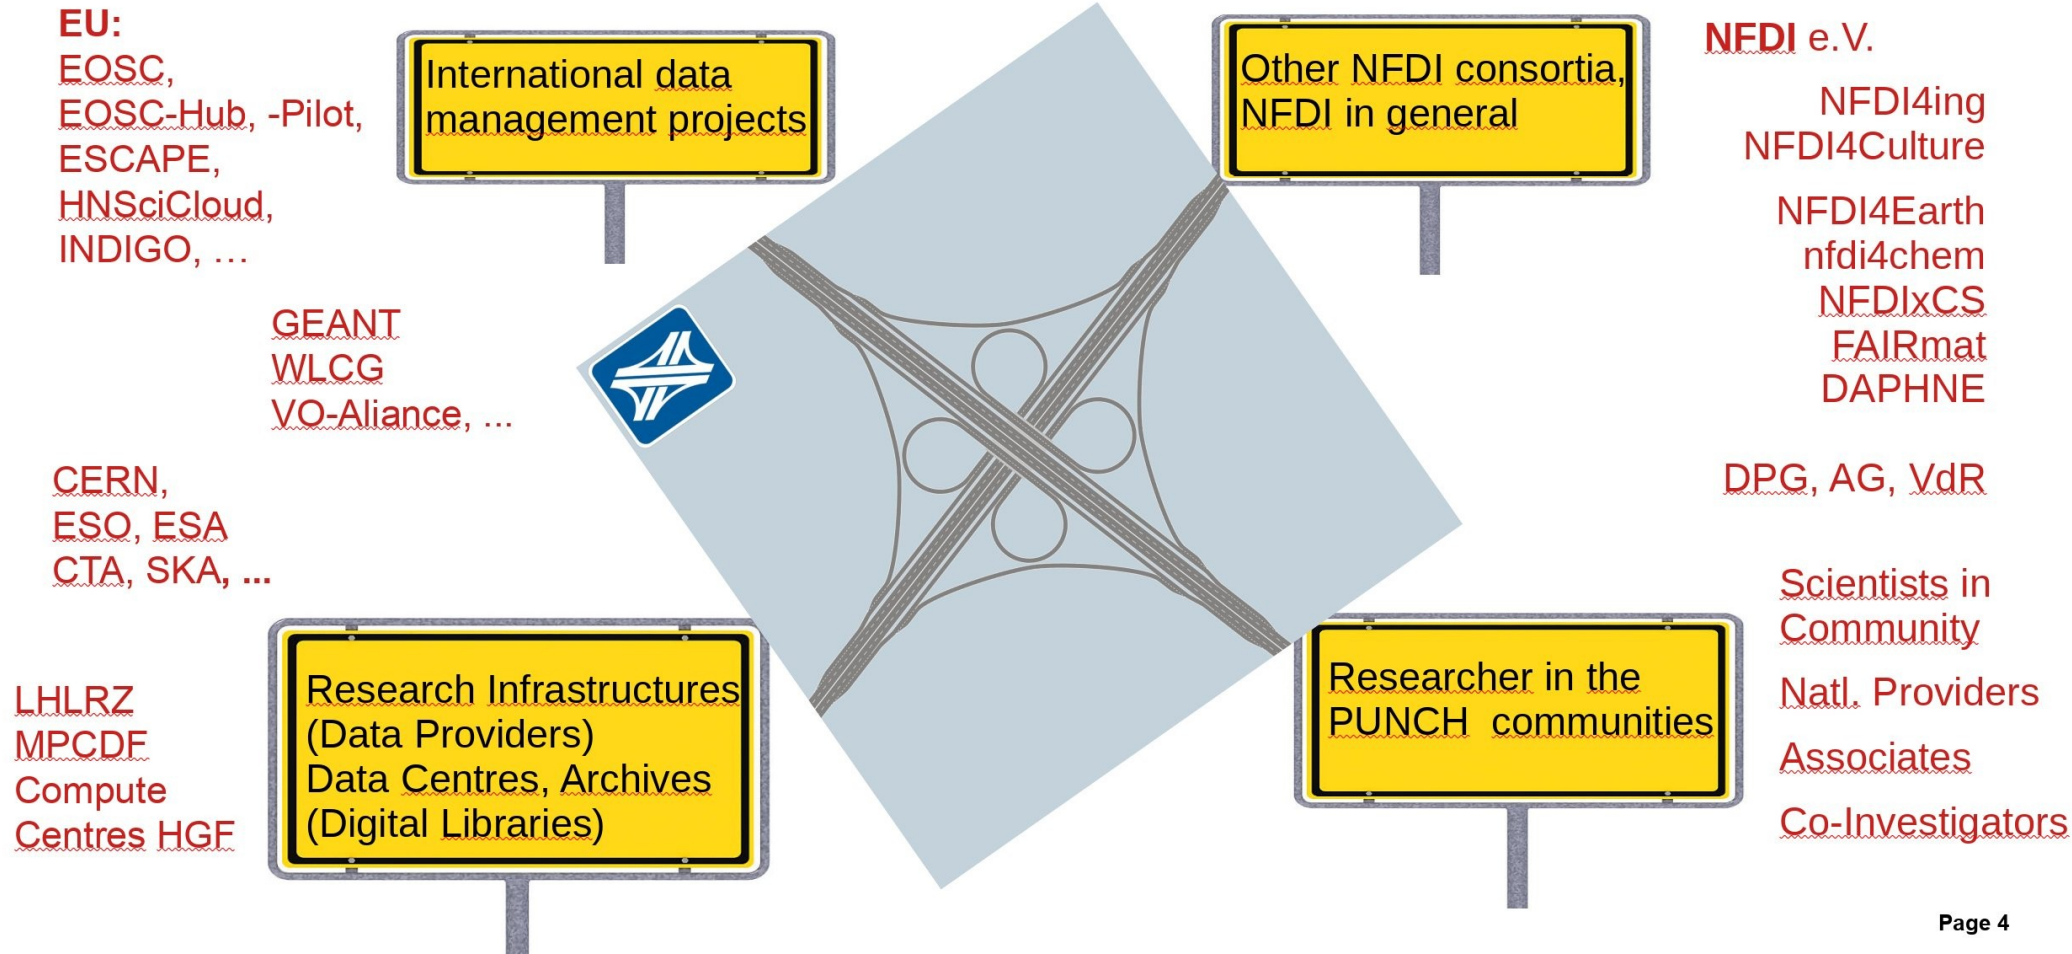 EU:
EOSC,
EOSC-Hub, -Pilot,
ESCAPE,
HNSciCloud,
INDIGO, …
International data
management projects
Other NFDI consortia,
NFDI in general
NFDI e.V.
NFDI4ing
NFDI4Culture
NFDI4Earth
nfdi4chem
NFDIxCS
FAIRmat
DAPHNE
GEANT
WLCG
VO-Aliance, ...
CERN,
ESO, ESA
CTA, SKA, ...
DPG, AG, VdR
LHLRZ
MPCDF
Compute
Centres HGF
Research Infrastructures
(Data Providers)
Data Centres, Archives
(Digital Libraries)
Researcher in the
PUNCH  communities
Scientists in
Community
Natl. Providers
Associates
Co-Investigators
Page 4